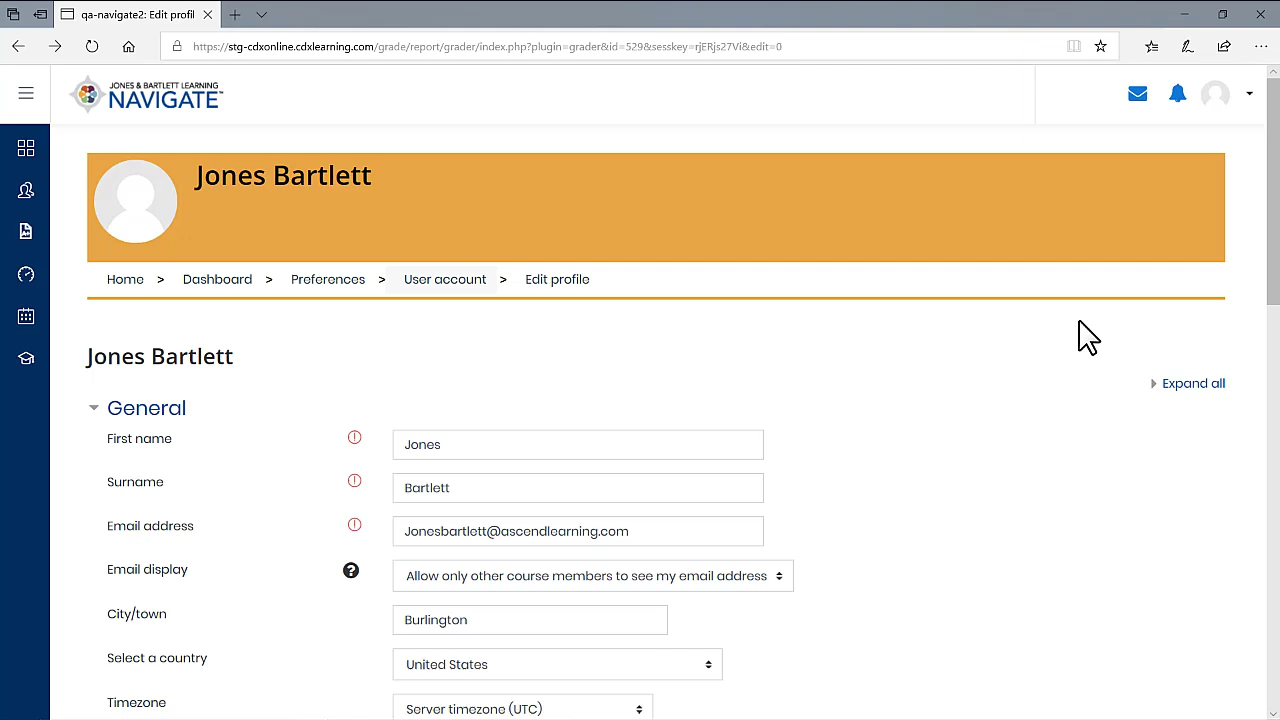 qa-navigate2: Edit profil
https://stg-cdxonline.cdxlearning.com/grade/report/grader/index.php?plugin=grader&id=529&sesskey=rjERjs27Vi&edit=0
JONES & BARTLETT LEARNING
NAVIGATE™
Jones Bartlett
Home > Dashboard > Preferences > User account > Edit profile
Jones Bartlett
Expand all
General
First name Jones
Surname Bartlett
Email address Jonesbartlett@ascendlearning.com
Email display ? Allow only other course members to see my email address
City/town Burlington
Select a country United States
Timezone Server timezone (UTC)